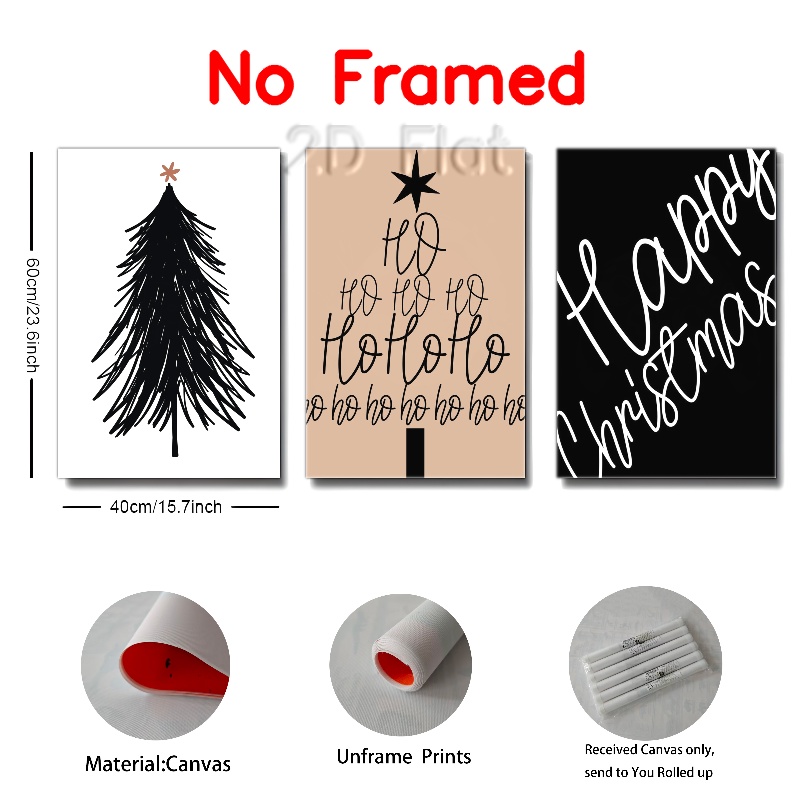 No Framed
2D Flat
60cm/23.6inch
40cm/15.7inch
HO
HO HO HO
HoHoHo
ho ho ho ho ho ho ho
Happy
Christmas
Material:Canvas
Unframe Prints
Received Canvas only,
send to You Rolled up